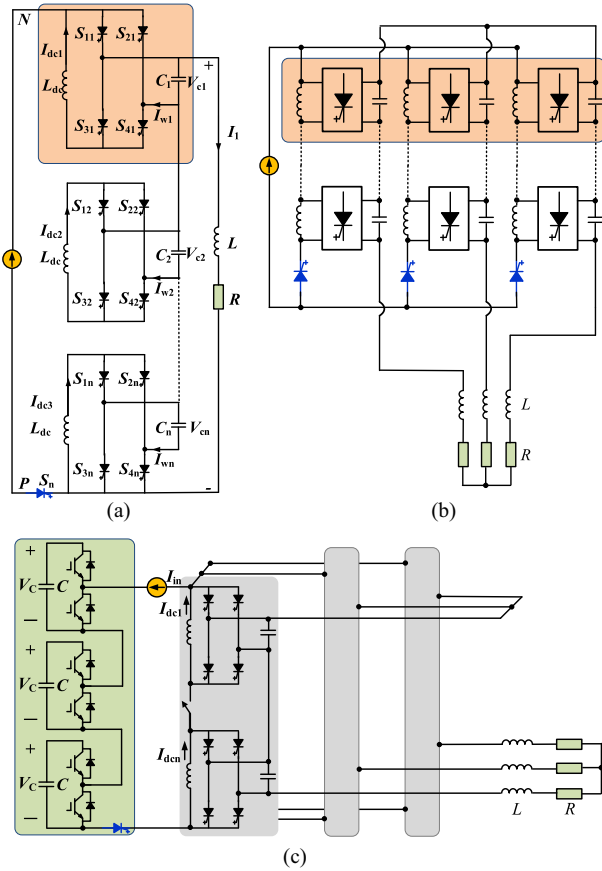 N
S11 S21
Idc1
Ldc
C1 Vc1
+
S31 S41
Iw1
I1
S12 S22
Idc2
Ldc
C2 Vc2
L
S32 S42
Iw2
R
S1n S2n
Idc3
Ldc
Cn Vcn
Iwn
S3n S4n
P Sn
-
(a)
L
R
(b)
+
VC C
—
+
VC C
—
+
VC C
—
Iin
Idc1
Idcn
L R
(c)